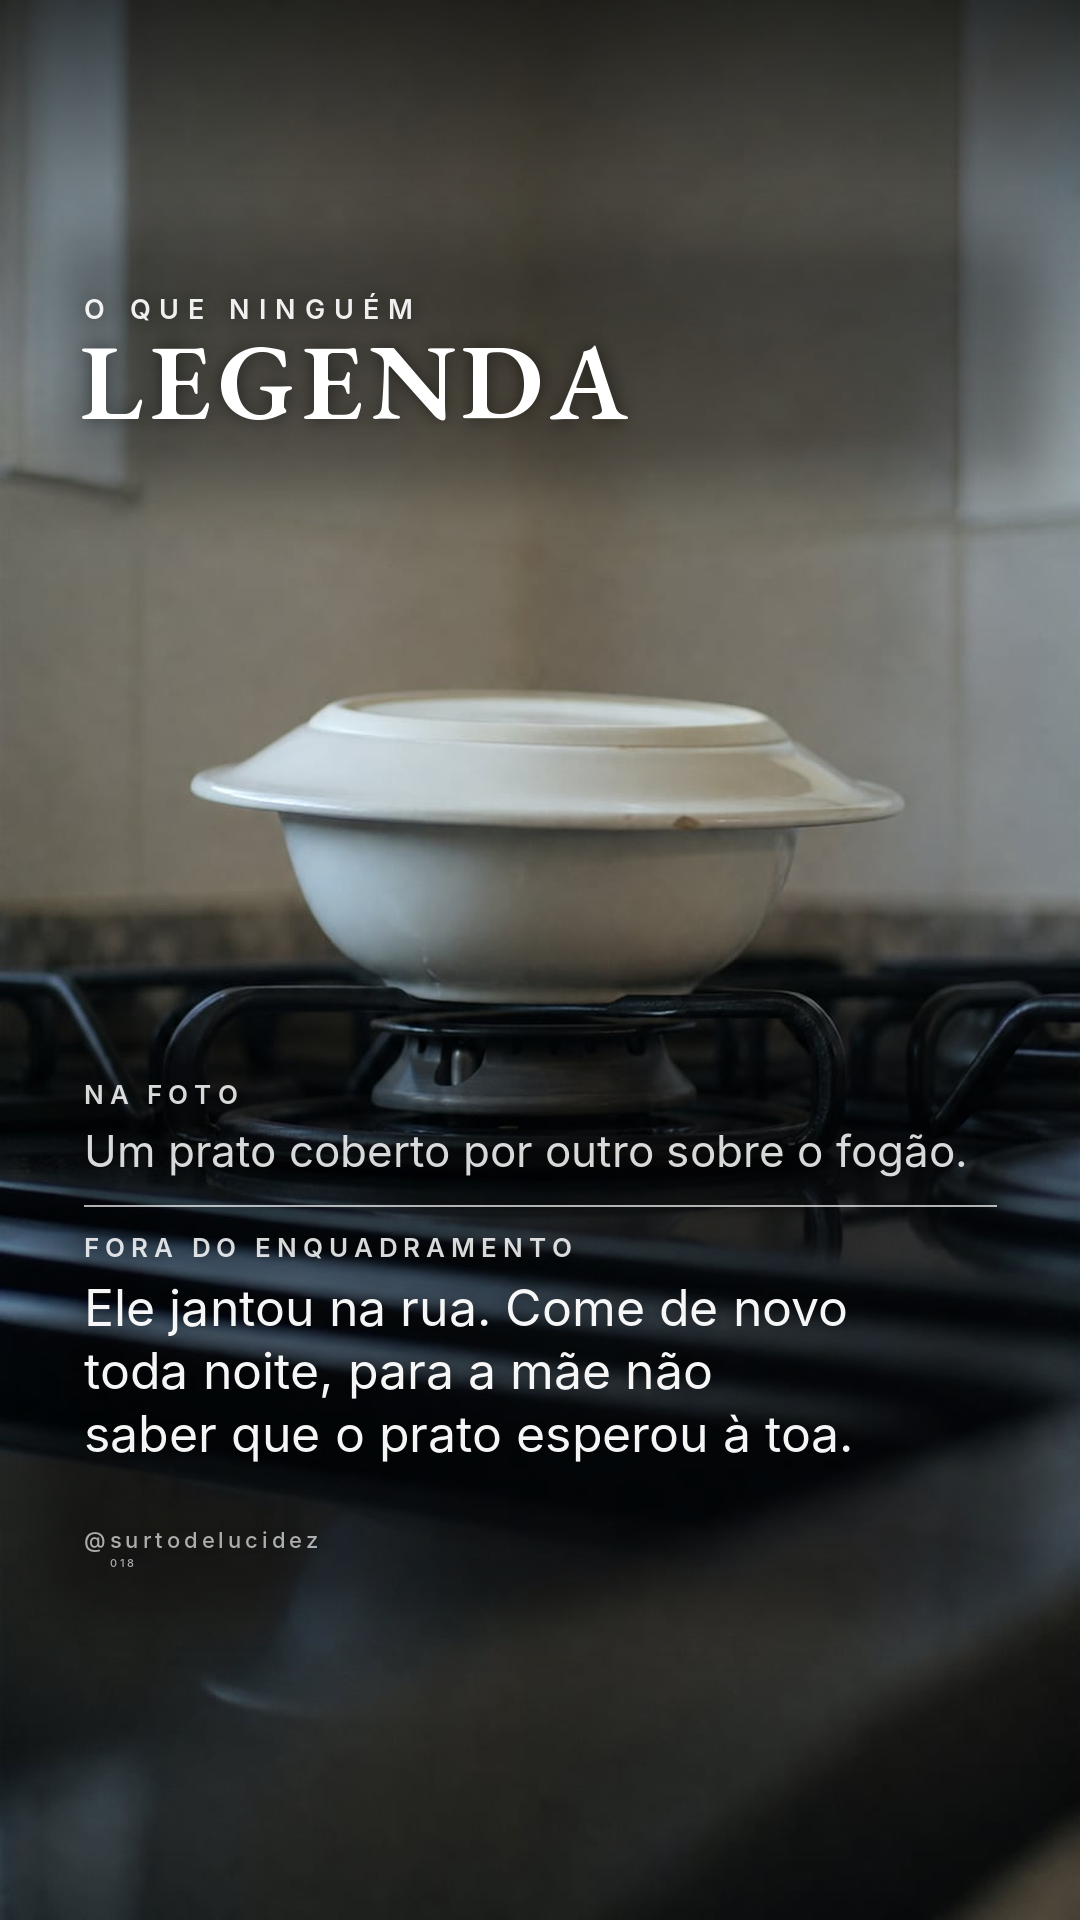 O QUE NINGUÉM
LEGENDA
NA FOTO
Um prato coberto por outro sobre o fogão.
FORA DO ENQUADRAMENTO
Ele jantou na rua. Come de novo
toda noite, para a mãe não
saber que o prato esperou à toa.
@surtodelucidez
018